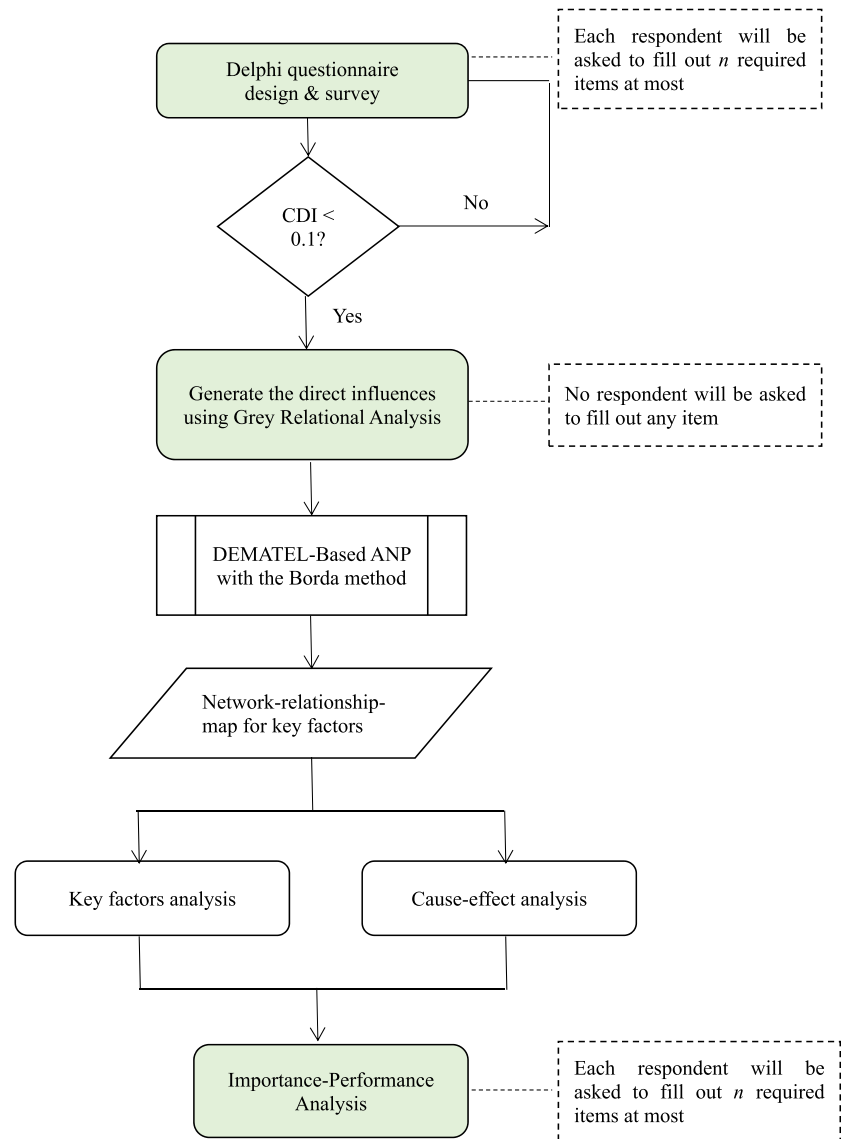 Each respondent will be
asked to fill out n required
items at most
Delphi questionnaire
design & survey
CDI <
0.1?
No
Yes
Generate the direct influences
using Grey Relational Analysis
No respondent will be asked
to fill out any item
DEMATEL-Based ANP
with the Borda method
Network-relationship-
map for key factors
Key factors analysis
Cause-effect analysis
Importance-Performance
Analysis
Each respondent will be
asked to fill out n required
items at most